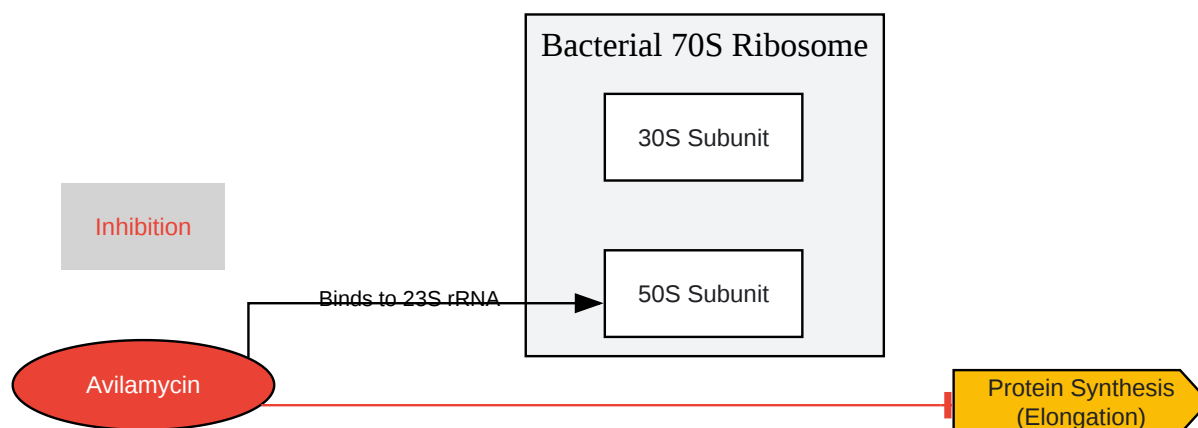 Bacterial 70S Ribosome
30S Subunit
Inhibition
50S Subunit
Binds to 23S rRNA
Avilamycin
Protein Synthesis
(Elongation)